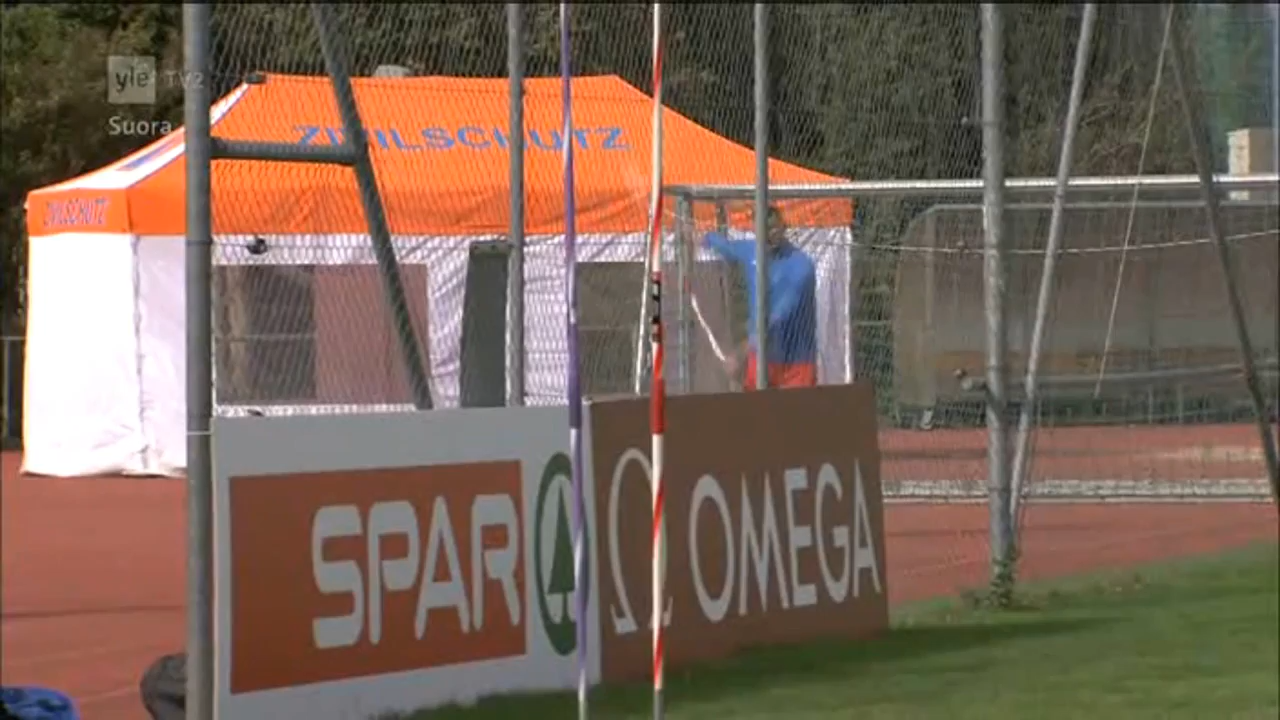 yle TV2
Suora
ZIVILSCHUTZ
ZIVILSCHUTZ
SPAR
Ω OMEGA